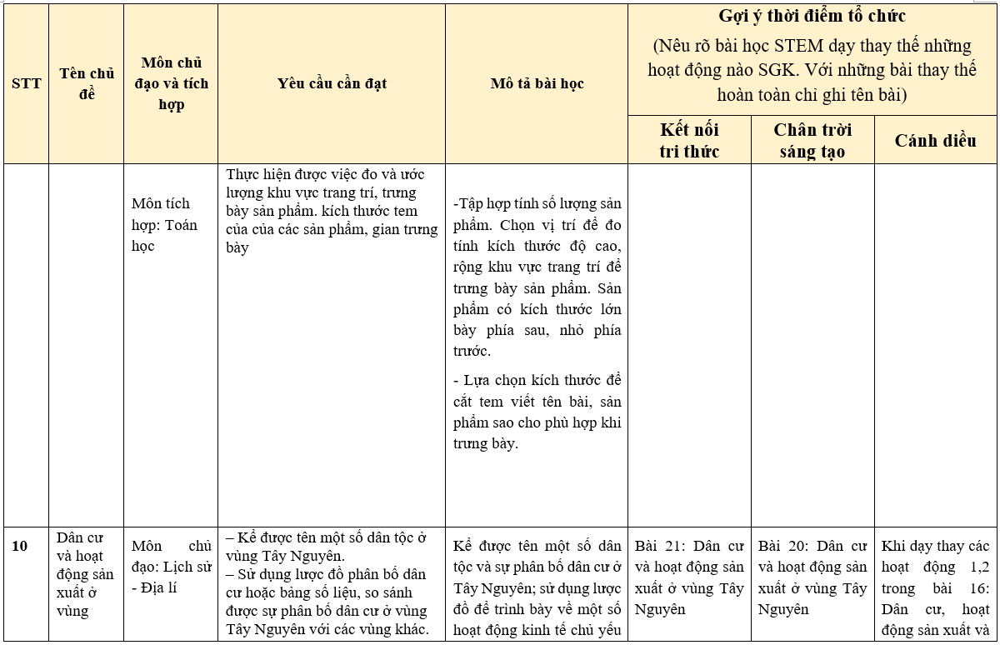 STT
Tên chủ
đề
Môn chủ
đạo và tích
hợp
Yêu cầu cần đạt
Mô tả bài học
Gợi ý thời điểm tổ chức
(Nêu rõ bài học STEM dạy thay thế những
hoạt động nào SGK. Với những bài thay thế
hoàn toàn chỉ ghi tên bài)
Kết nối
tri thức
Chân trời
sáng tạo
Cánh diều
Môn tích
hợp: Toán
học
Thực hiện được việc đo và ước
lượng khu vực trang trí, trưng
bày sản phẩm. kích thước tem
của của các sản phẩm, gian trưng
bày
-Tập hợp tính số lượng sản
phẩm. Chọn vị trí để đo
tính kích thước độ cao,
rộng khu vực trang trí để
trưng bày sản phẩm. Sản
phẩm có kích thước lớn
bày phía sau, nhỏ phía
trước.
- Lựa chọn kích thước để
cắt tem viết tên bài, sản
phẩm sao cho phù hợp khi
trưng bày.
10
Dân cư
và hoạt
động sản
xuất ở
vùng
Môn chủ
đạo: Lịch sử
- Địa lí
– Kể được tên một số dân tộc ở
vùng Tây Nguyên.
– Sử dụng lược đồ phân bố dân
cư hoặc bảng số liệu, so sánh
được sự phân bố dân cư ở vùng
Tây Nguyên với các vùng khác.
Kể được tên một số dân
tộc và sự phân bố dân cư ở
Tây Nguyên; sử dụng lược
đồ để trình bày về một số
hoạt động kinh tế chủ yếu
Bài 21: Dân cư
và hoạt động sản
xuất ở vùng Tây
Nguyên
Bài 20: Dân cư
và hoạt động sản
xuất ở vùng Tây
Nguyên
Khi dạy thay các
hoạt động 1,2
trong bài 16:
Dân cư, hoạt
động sản xuất và